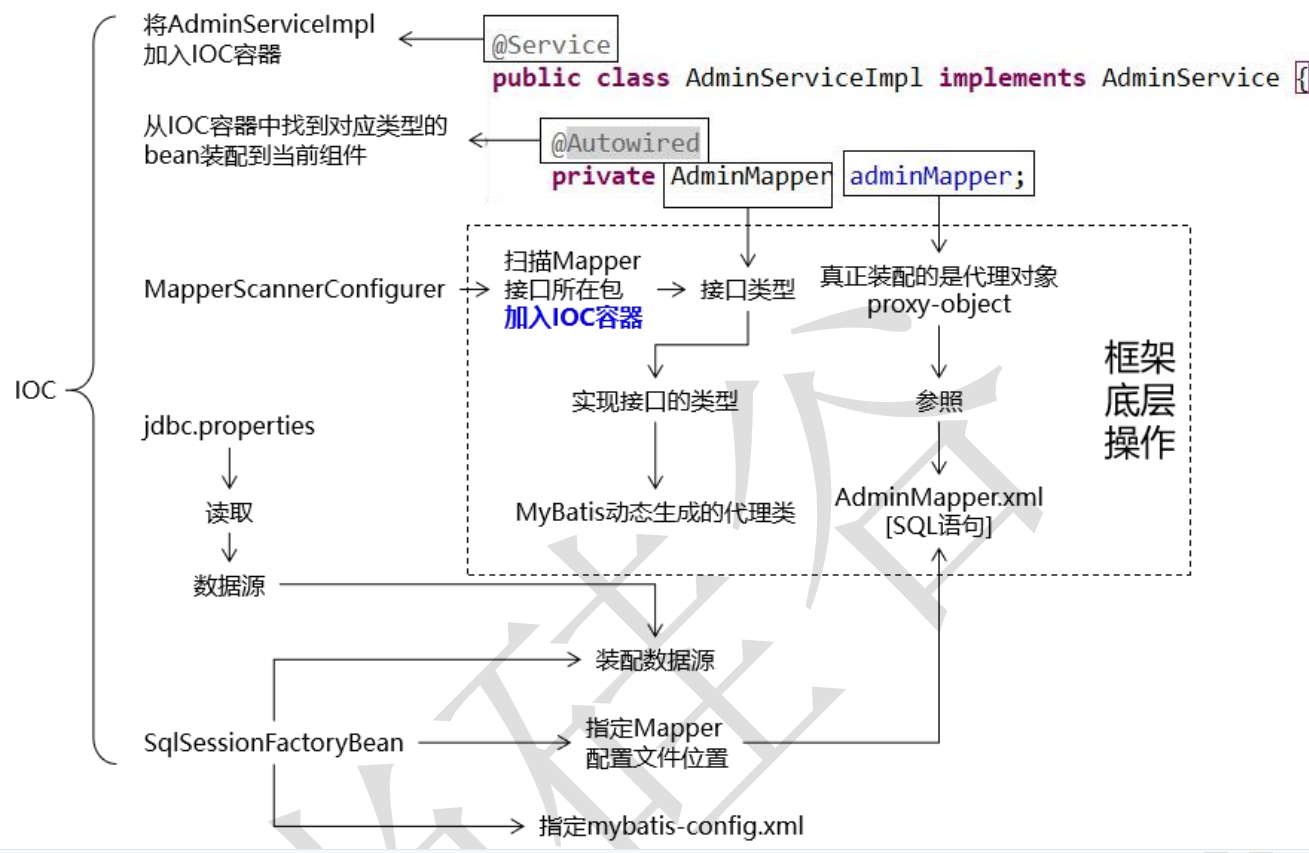 将AdminServiceImpl
加入IOC容器
@Service
public class AdminServiceImpl implements AdminService {
从IOC容器中找到对应类型的
bean装配到当前组件
@Autowired
private AdminMapper adminMapper;
MapperScannerConfigurer
扫描Mapper
接口所在包
加入IOC容器
接口类型
真正装配的是代理对象
proxy-object
框架
底层
操作
IOC
实现接口的类型
参照
jdbc.properties
读取
MyBatis动态生成的代理类
AdminMapper.xml
[SQL语句]
数据源
装配数据源
SqlSessionFactoryBean
指定Mapper
配置文件位置
指定mybatis-config.xml
硅谷